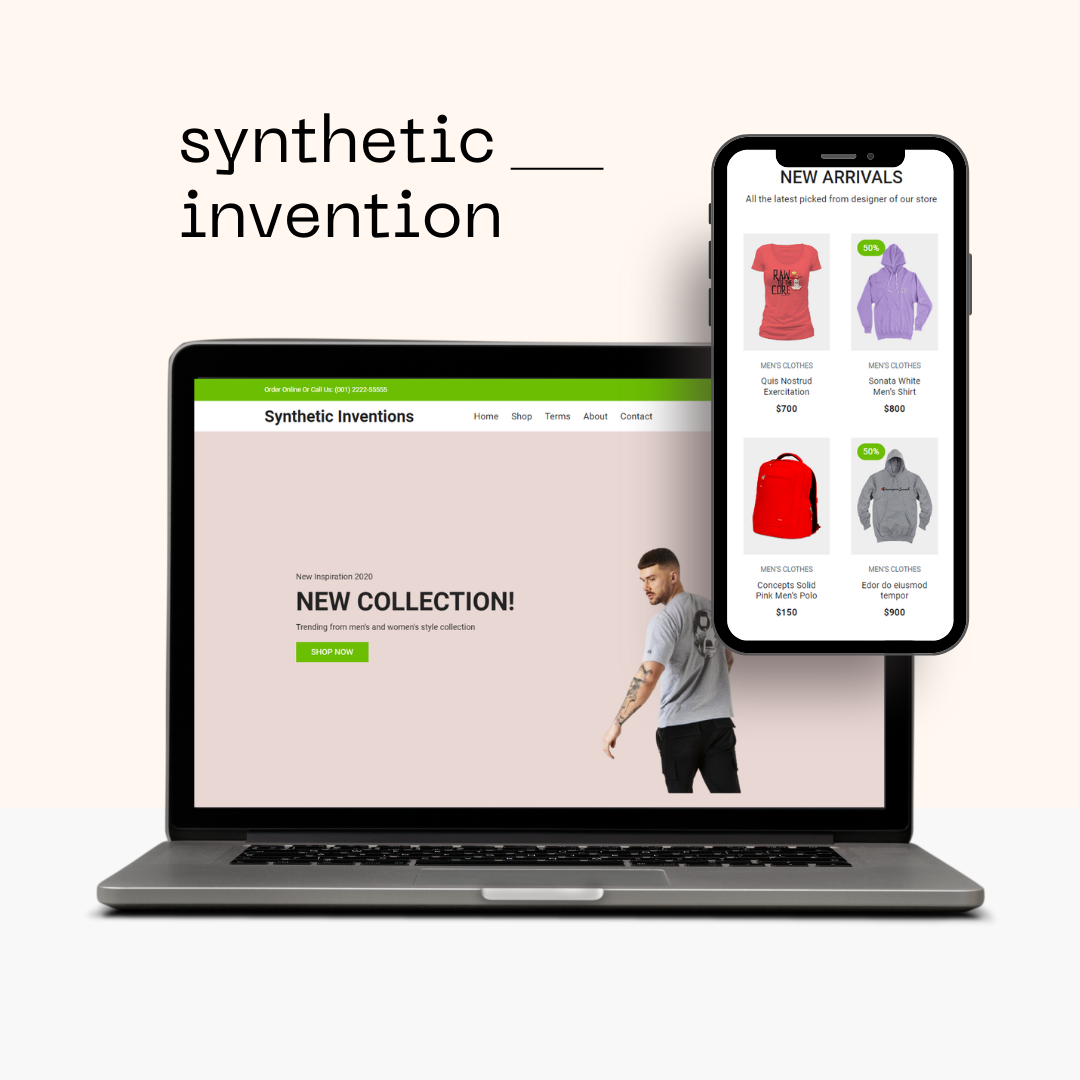 synthetic ___
invention
NEW ARRIVALS
All the latest picked from designer of our store
RAW
CORE
50%
MEN'S CLOTHES
Quis Nostrud
Exercitation
$700
MEN'S CLOTHES
Sonata White
Men's Shirt
$800
50%
MEN'S CLOTHES
Concepts Solid
Pink Men's Polo
$150
MEN'S CLOTHES
Edor do eiusmod
tempor
$900
Order Online Or Call Us: (001) 2222-55555
Synthetic Inventions
Home Shop Terms About Contact
New Inspiration 2020
NEW COLLECTION!
Trending from men's and women's style collection
SHOP NOW